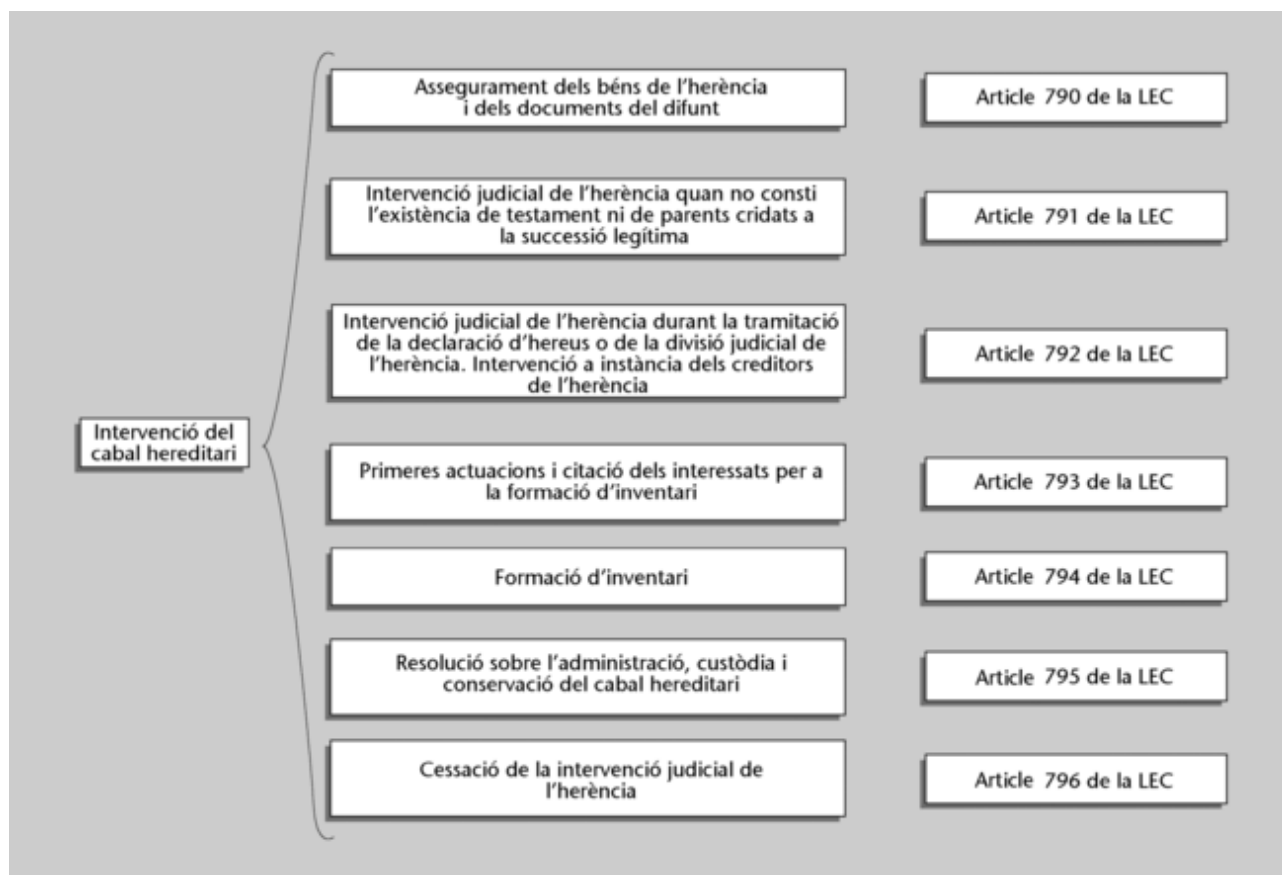 Assegurament dels béns de l'herència
i dels documents del difunt
Article 790 de la LEC
Intervenció judicial de l'herència quan no consti
l'existència de testament ni de parents cridats a
la successió legítima
Article 791 de la LEC
Intervenció judicial de l'herència durant la tramitació
de la declaració d'hereus o de la divisió judicial de
l'herència. Intervenció a instància dels creditors
de l'herència
Article 792 de la LEC
Intervenció del
cabal hereditari
Primeres actuacions i citació dels interessats per a
la formació d'inventari
Article 793 de la LEC
Formació d'inventari
Article 794 de la LEC
Resolució sobre l'administració, custòdia i
conservació del cabal hereditari
Article 795 de la LEC
Cessació de la intervenció judicial de
l'herència
Article 796 de la LEC